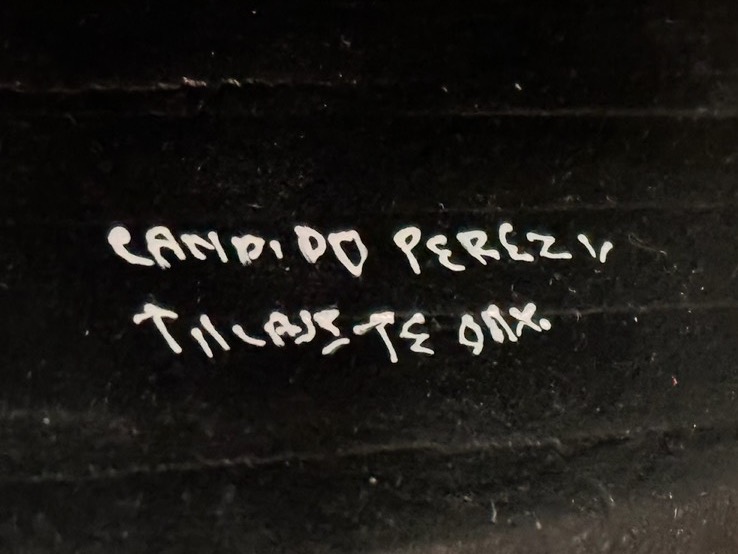 CANDIDO PEREZ V
TILCAJETE OAX.